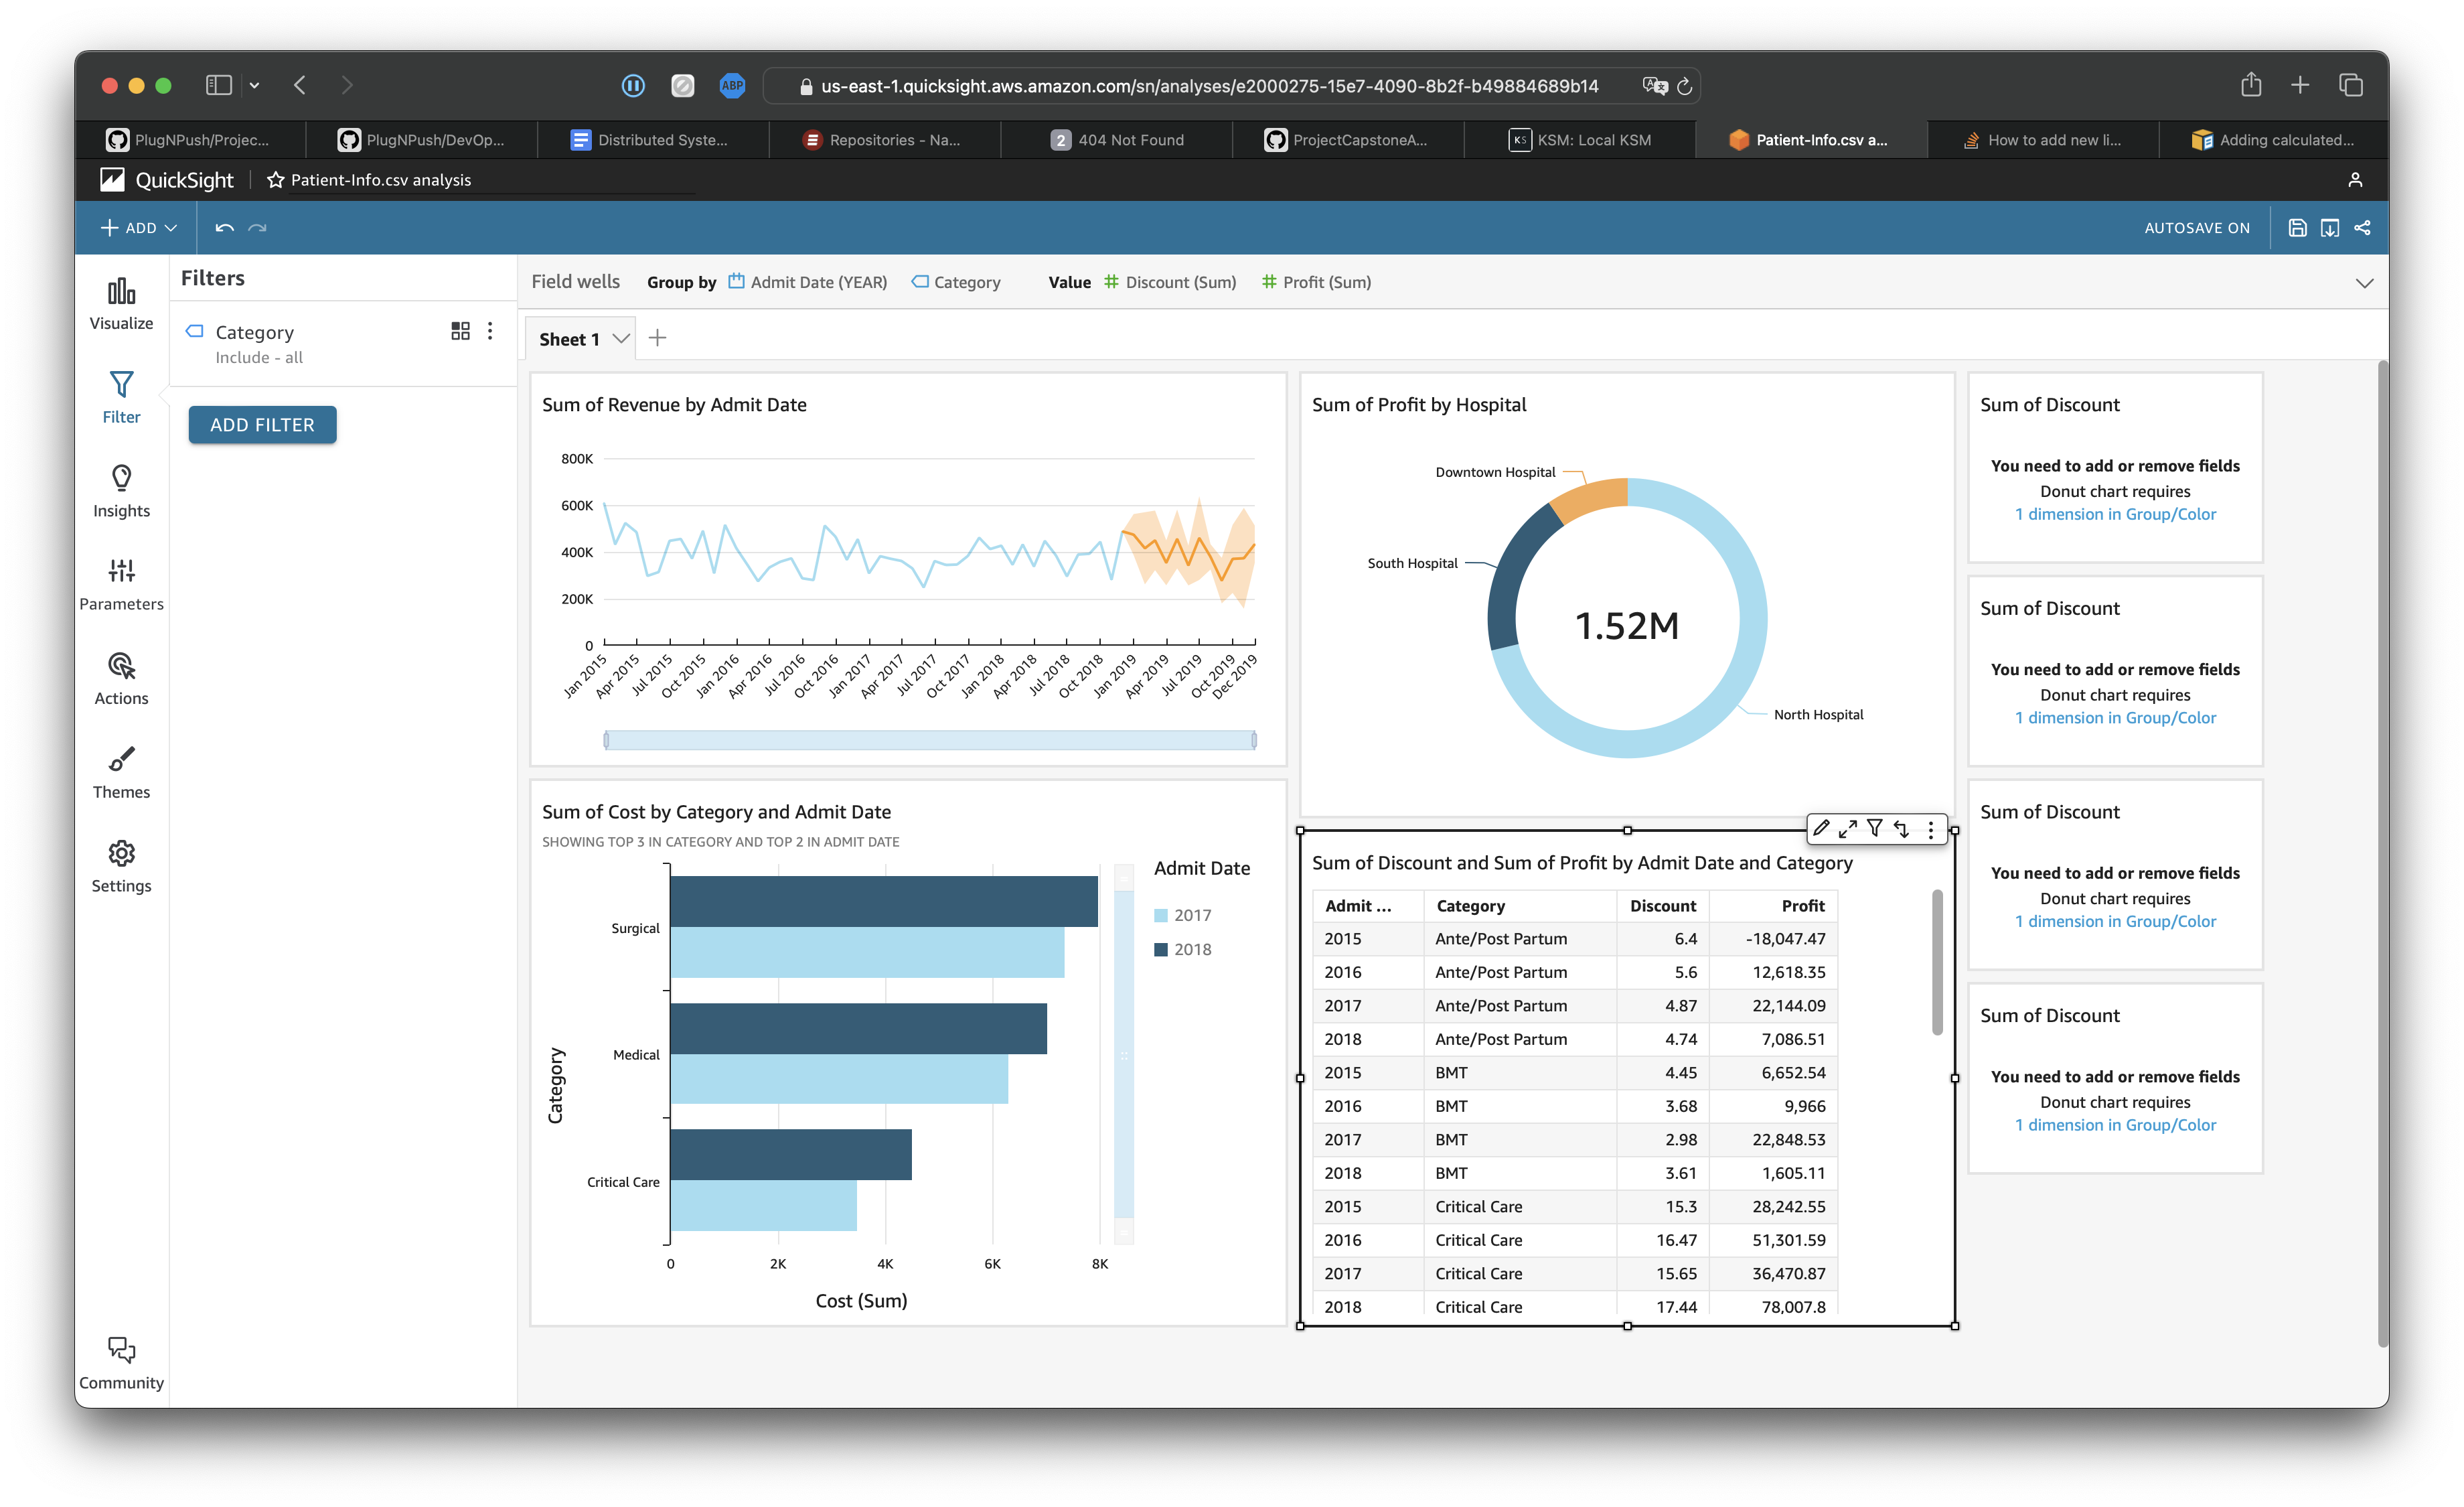 ABP
us-east-1.quicksight.aws.amazon.com/sn/analyses/e2000275-15e7-4090-8b2f-b49884689b14
PlugNPush/Projec...
PlugNPush/DevOp...
Distributed Syste...
Repositories - Na...
2 404 Not Found
ProjectCapstoneA...
KS KSM: Local KSM
Patient-Info.csv a...
How to add new li...
Adding calculated...
QuickSight
Patient-Info.csv analysis
ADD
AUTOSAVE ON
Visualize
Filter
Insights
Parameters
Actions
Themes
Settings
Community
Filters
Category
Include - all
ADD FILTER
Field wells Group by Admit Date (YEAR) Category Value Discount (Sum) Profit (Sum)
Sheet 1
Sum of Revenue by Admit Date
800K
600K
400K
200K
0
Jan 2015
Apr 2015
Jul 2015
Oct 2015
Jan 2016
Apr 2016
Jul 2016
Oct 2016
Jan 2017
Apr 2017
Jul 2017
Oct 2017
Jan 2018
Apr 2018
Jul 2018
Oct 2018
Jan 2019
Apr 2019
Jul 2019
Oct 2019
Dec 2019
Sum of Profit by Hospital
Downtown Hospital
South Hospital
1.52M
North Hospital
Sum of Discount
You need to add or remove fields
Donut chart requires
1 dimension in Group/Color
Sum of Discount
You need to add or remove fields
Donut chart requires
1 dimension in Group/Color
Sum of Discount
You need to add or remove fields
Donut chart requires
1 dimension in Group/Color
Sum of Discount
You need to add or remove fields
Donut chart requires
1 dimension in Group/Color
Sum of Cost by Category and Admit Date
SHOWING TOP 3 IN CATEGORY AND TOP 2 IN ADMIT DATE
Category
Surgical
Medical
Critical Care
0 2K 4K 6K 8K
Cost (Sum)
Admit Date
2017
2018
Sum of Discount and Sum of Profit by Admit Date and Category
Admit ... Category Discount Profit
2015 Ante/Post Partum 6.4 -18,047.47
2016 Ante/Post Partum 5.6 12,618.35
2017 Ante/Post Partum 4.87 22,144.09
2018 Ante/Post Partum 4.74 7,086.51
2015 BMT 4.45 6,652.54
2016 BMT 3.68 9,966
2017 BMT 2.98 22,848.53
2018 BMT 3.61 1,605.11
2015 Critical Care 15.3 28,242.55
2016 Critical Care 16.47 51,301.59
2017 Critical Care 15.65 36,470.87
2018 Critical Care 17.44 78,007.8